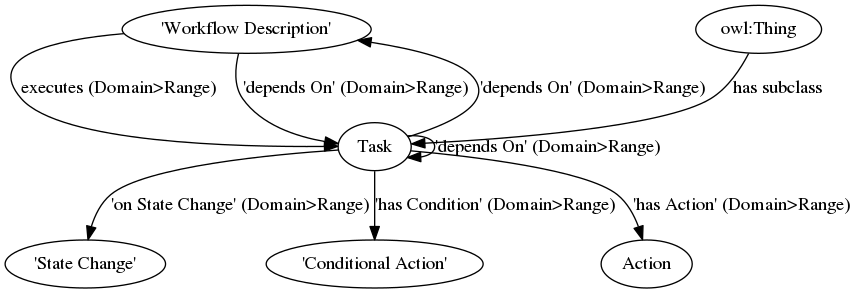 'Workflow Description'
owl:Thing
executes (Domain>Range)
'depends On' (Domain>Range)
'depends On' (Domain>Range)
has subclass
Task
'depends On' (Domain>Range)
'on State Change' (Domain>Range)
'has Condition' (Domain>Range)
'has Action' (Domain>Range)
'State Change'
'Conditional Action'
Action